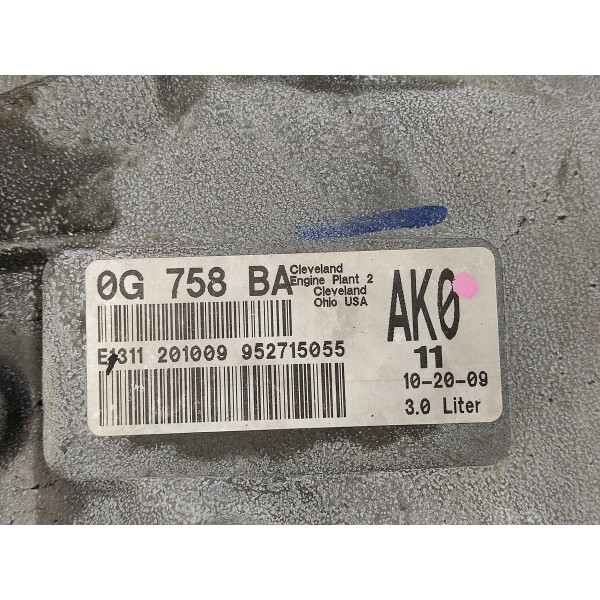 0G 758 BA
Cleveland
Engine Plant 2
Cleveland
Ohio USA
AK0
11
10-20-09
3.0 Liter
E1311 201009 952715055